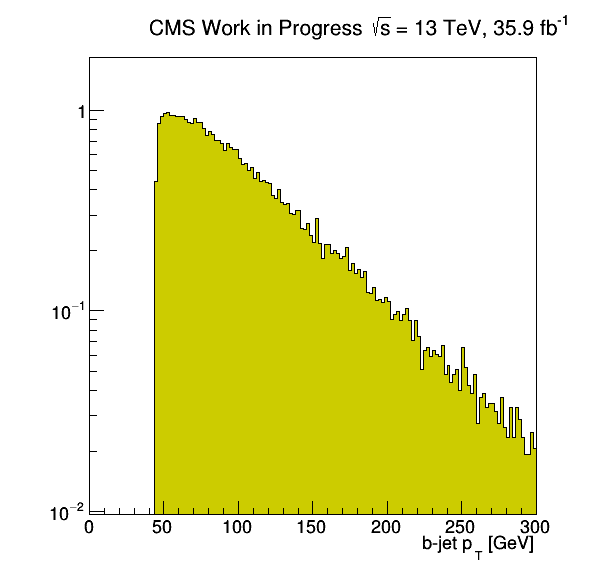 CMS Work in Progress √s = 13 TeV, 35.9 fb⁻¹
1
10⁻¹
10⁻²
0 50 100 150 200 250 300
b-jet p_T [GeV]